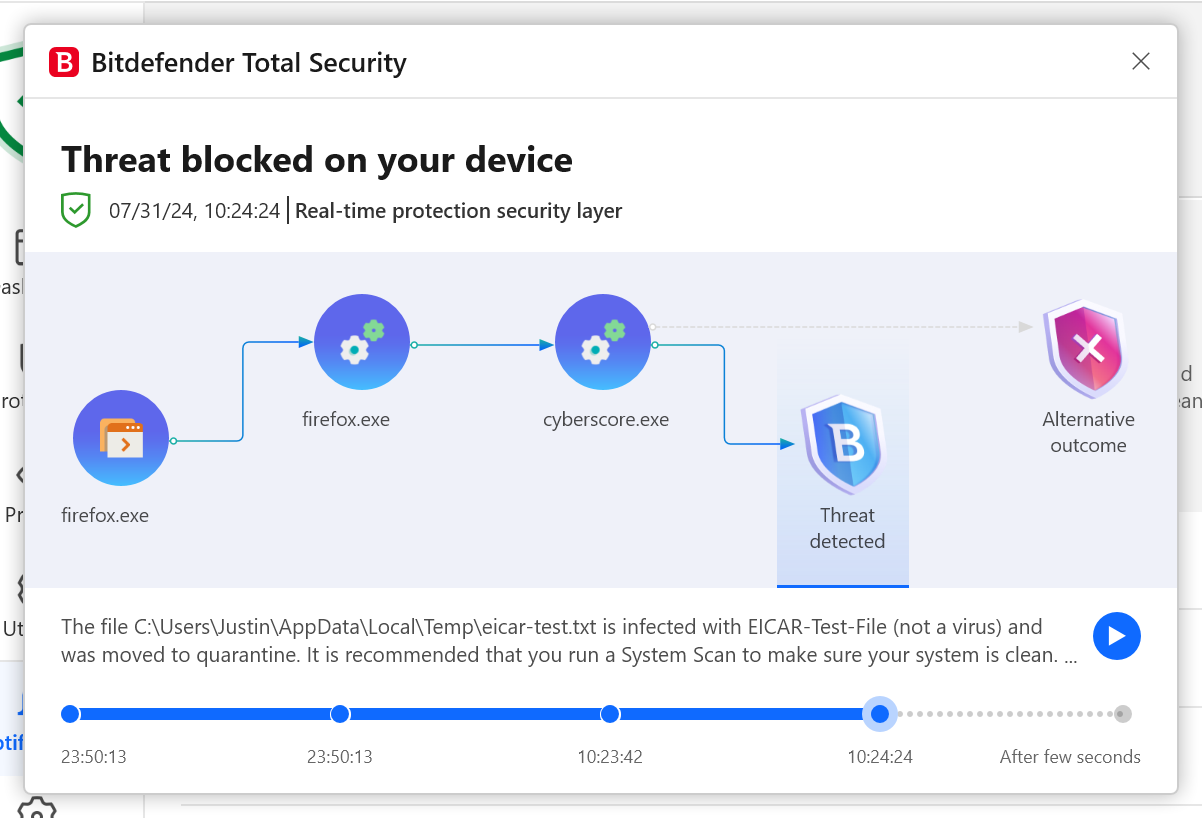 B Bitdefender Total Security
Threat blocked on your device
07/31/24, 10:24:24 | Real-time protection security layer
firefox.exe
firefox.exe
cyberscore.exe
B
Threat
detected
Alternative
outcome
The file C:\Users\Justin\AppData\Local\Temp\eicar-test.txt is infected with EICAR-Test-File (not a virus) and
was moved to quarantine. It is recommended that you run a System Scan to make sure your system is clean. ...
23:50:13
23:50:13
10:23:42
10:24:24
After few seconds